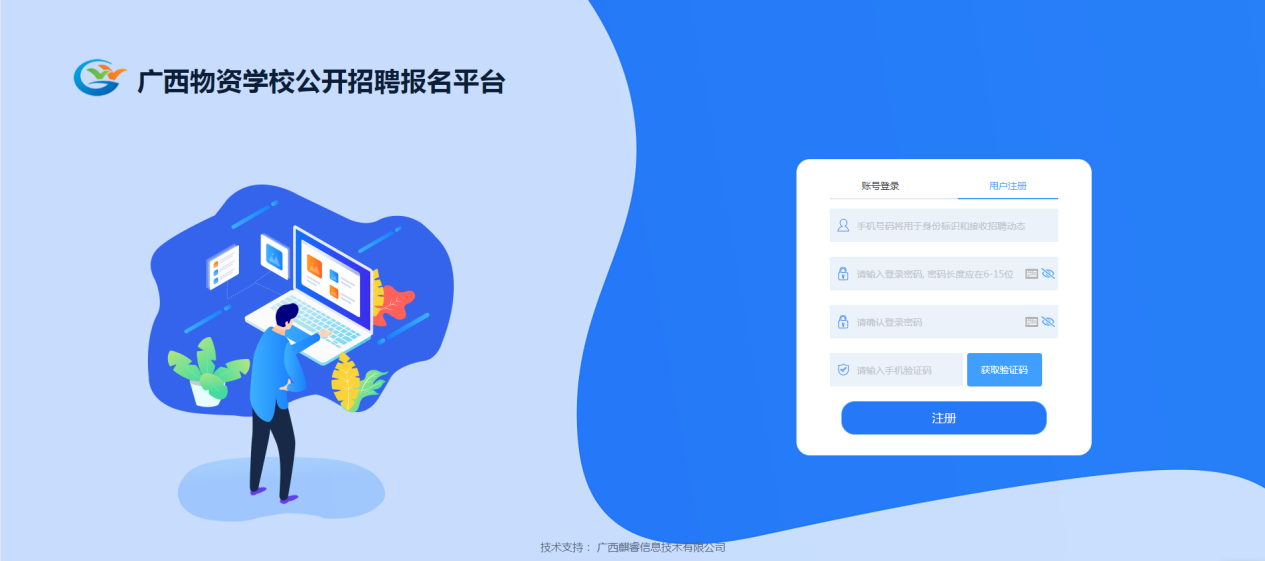 广西物资学校公开招聘报名平台
账号登录
用户注册
手机号码将用于身份标识和接收招聘动态
请输入登录密码, 密码长度应在6-15位
请确认登录密码
请输入手机验证码
获取验证码
注册
技术支持： 广西麒睿信息技术有限公司